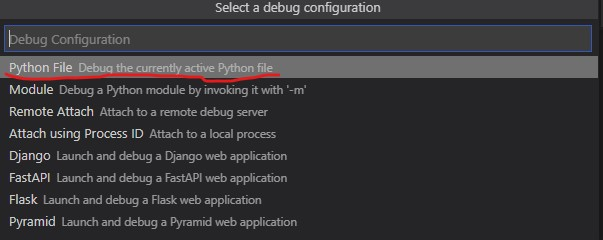 Select a debug configuration
Debug Configuration
Python File Debug the currently active Python file
Module Debug a Python module by invoking it with '-m'
Remote Attach Attach to a remote debug server
Attach using Process ID Attach to a local process
Django Launch and debug a Django web application
FastAPI Launch and debug a FastAPI web application
Flask Launch and debug a Flask web application
Pyramid Launch and debug a Pyramid web application